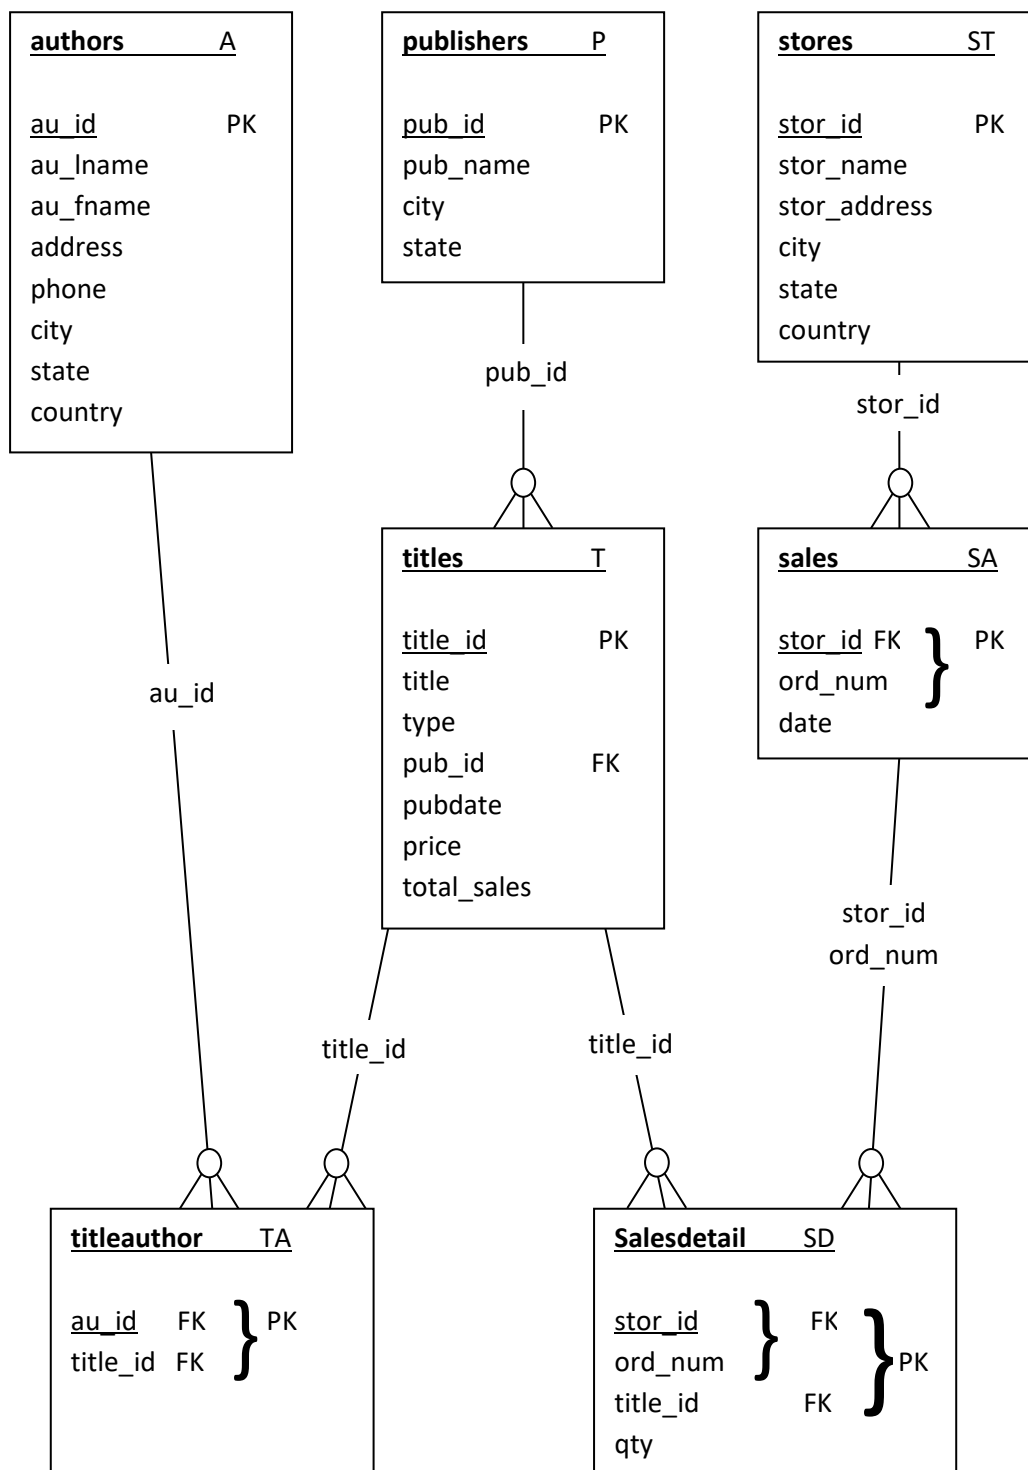 authors A
au_id PK
au_lname
au_fname
address
phone
city
state
country
publishers P
pub_id PK
pub_name
city
state
stores ST
stor_id PK
stor_name
stor_address
city
state
country
pub_id
stor_id
au_id
titles T
title_id PK
title
type
pub_id FK
pubdate
price
total_sales
sales SA
stor_id FK } PK
ord_num
date
stor_id
ord_num
title_id
title_id
titleauthor TA
au_id FK } PK
title_id FK
Salesdetail SD
stor_id } FK
ord_num } PK
title_id FK
qty